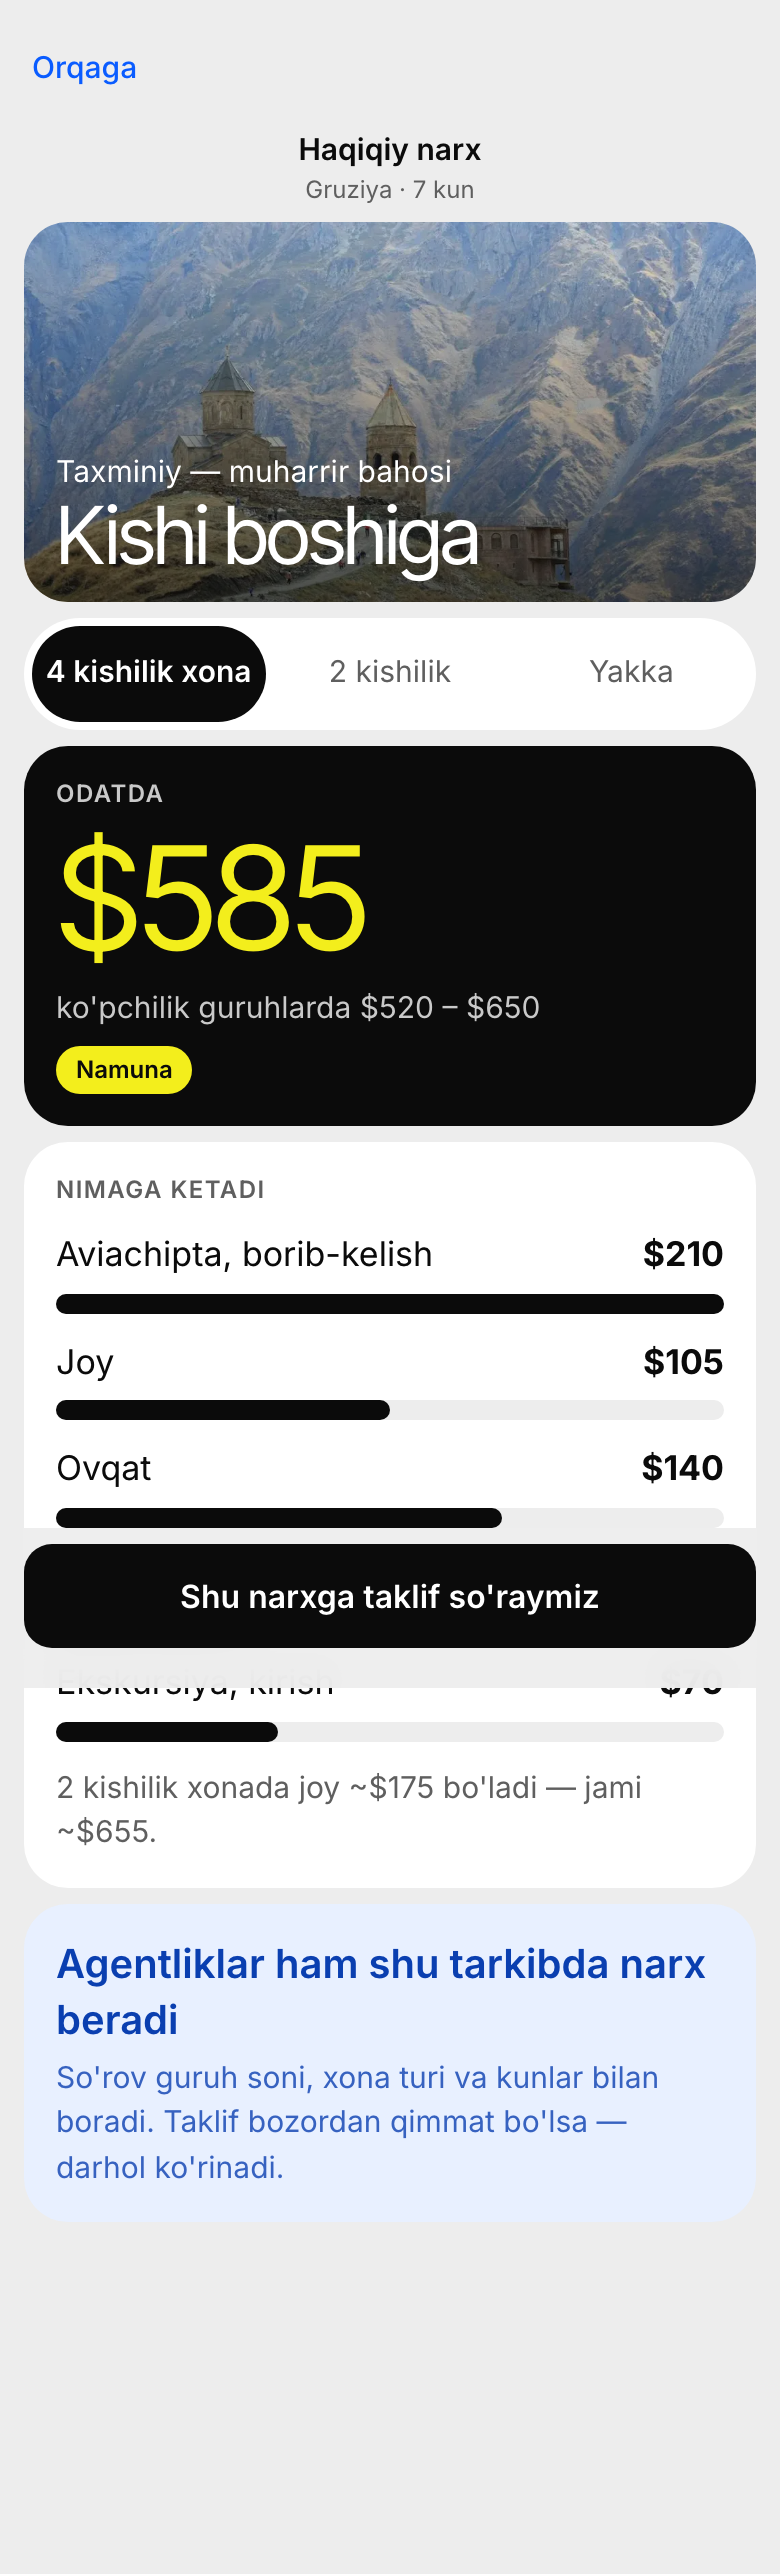 Orqaga
Haqiqiy narx
Gruziya · 7 kun
Taxminiy — muharrir bahosi
Kishi boshiga
4 kishilik xona
2 kishilik
Yakka
ODATDA
$585
ko'pchilik guruhlarda $520 – $650
Namuna
NIMAGA KETADI
Aviachipta, borib-kelish $210
Joy $105
Ovqat $140
Shu narxga taklif so'raymiz
Ekskursiya, kirish $70
2 kishilik xonada joy ~$175 bo'ladi — jami
~$655.
Agentliklar ham shu tarkibda narx
beradi
So'rov guruh soni, xona turi va kunlar bilan
boradi. Taklif bozordan qimmat bo'lsa —
darhol ko'rinadi.